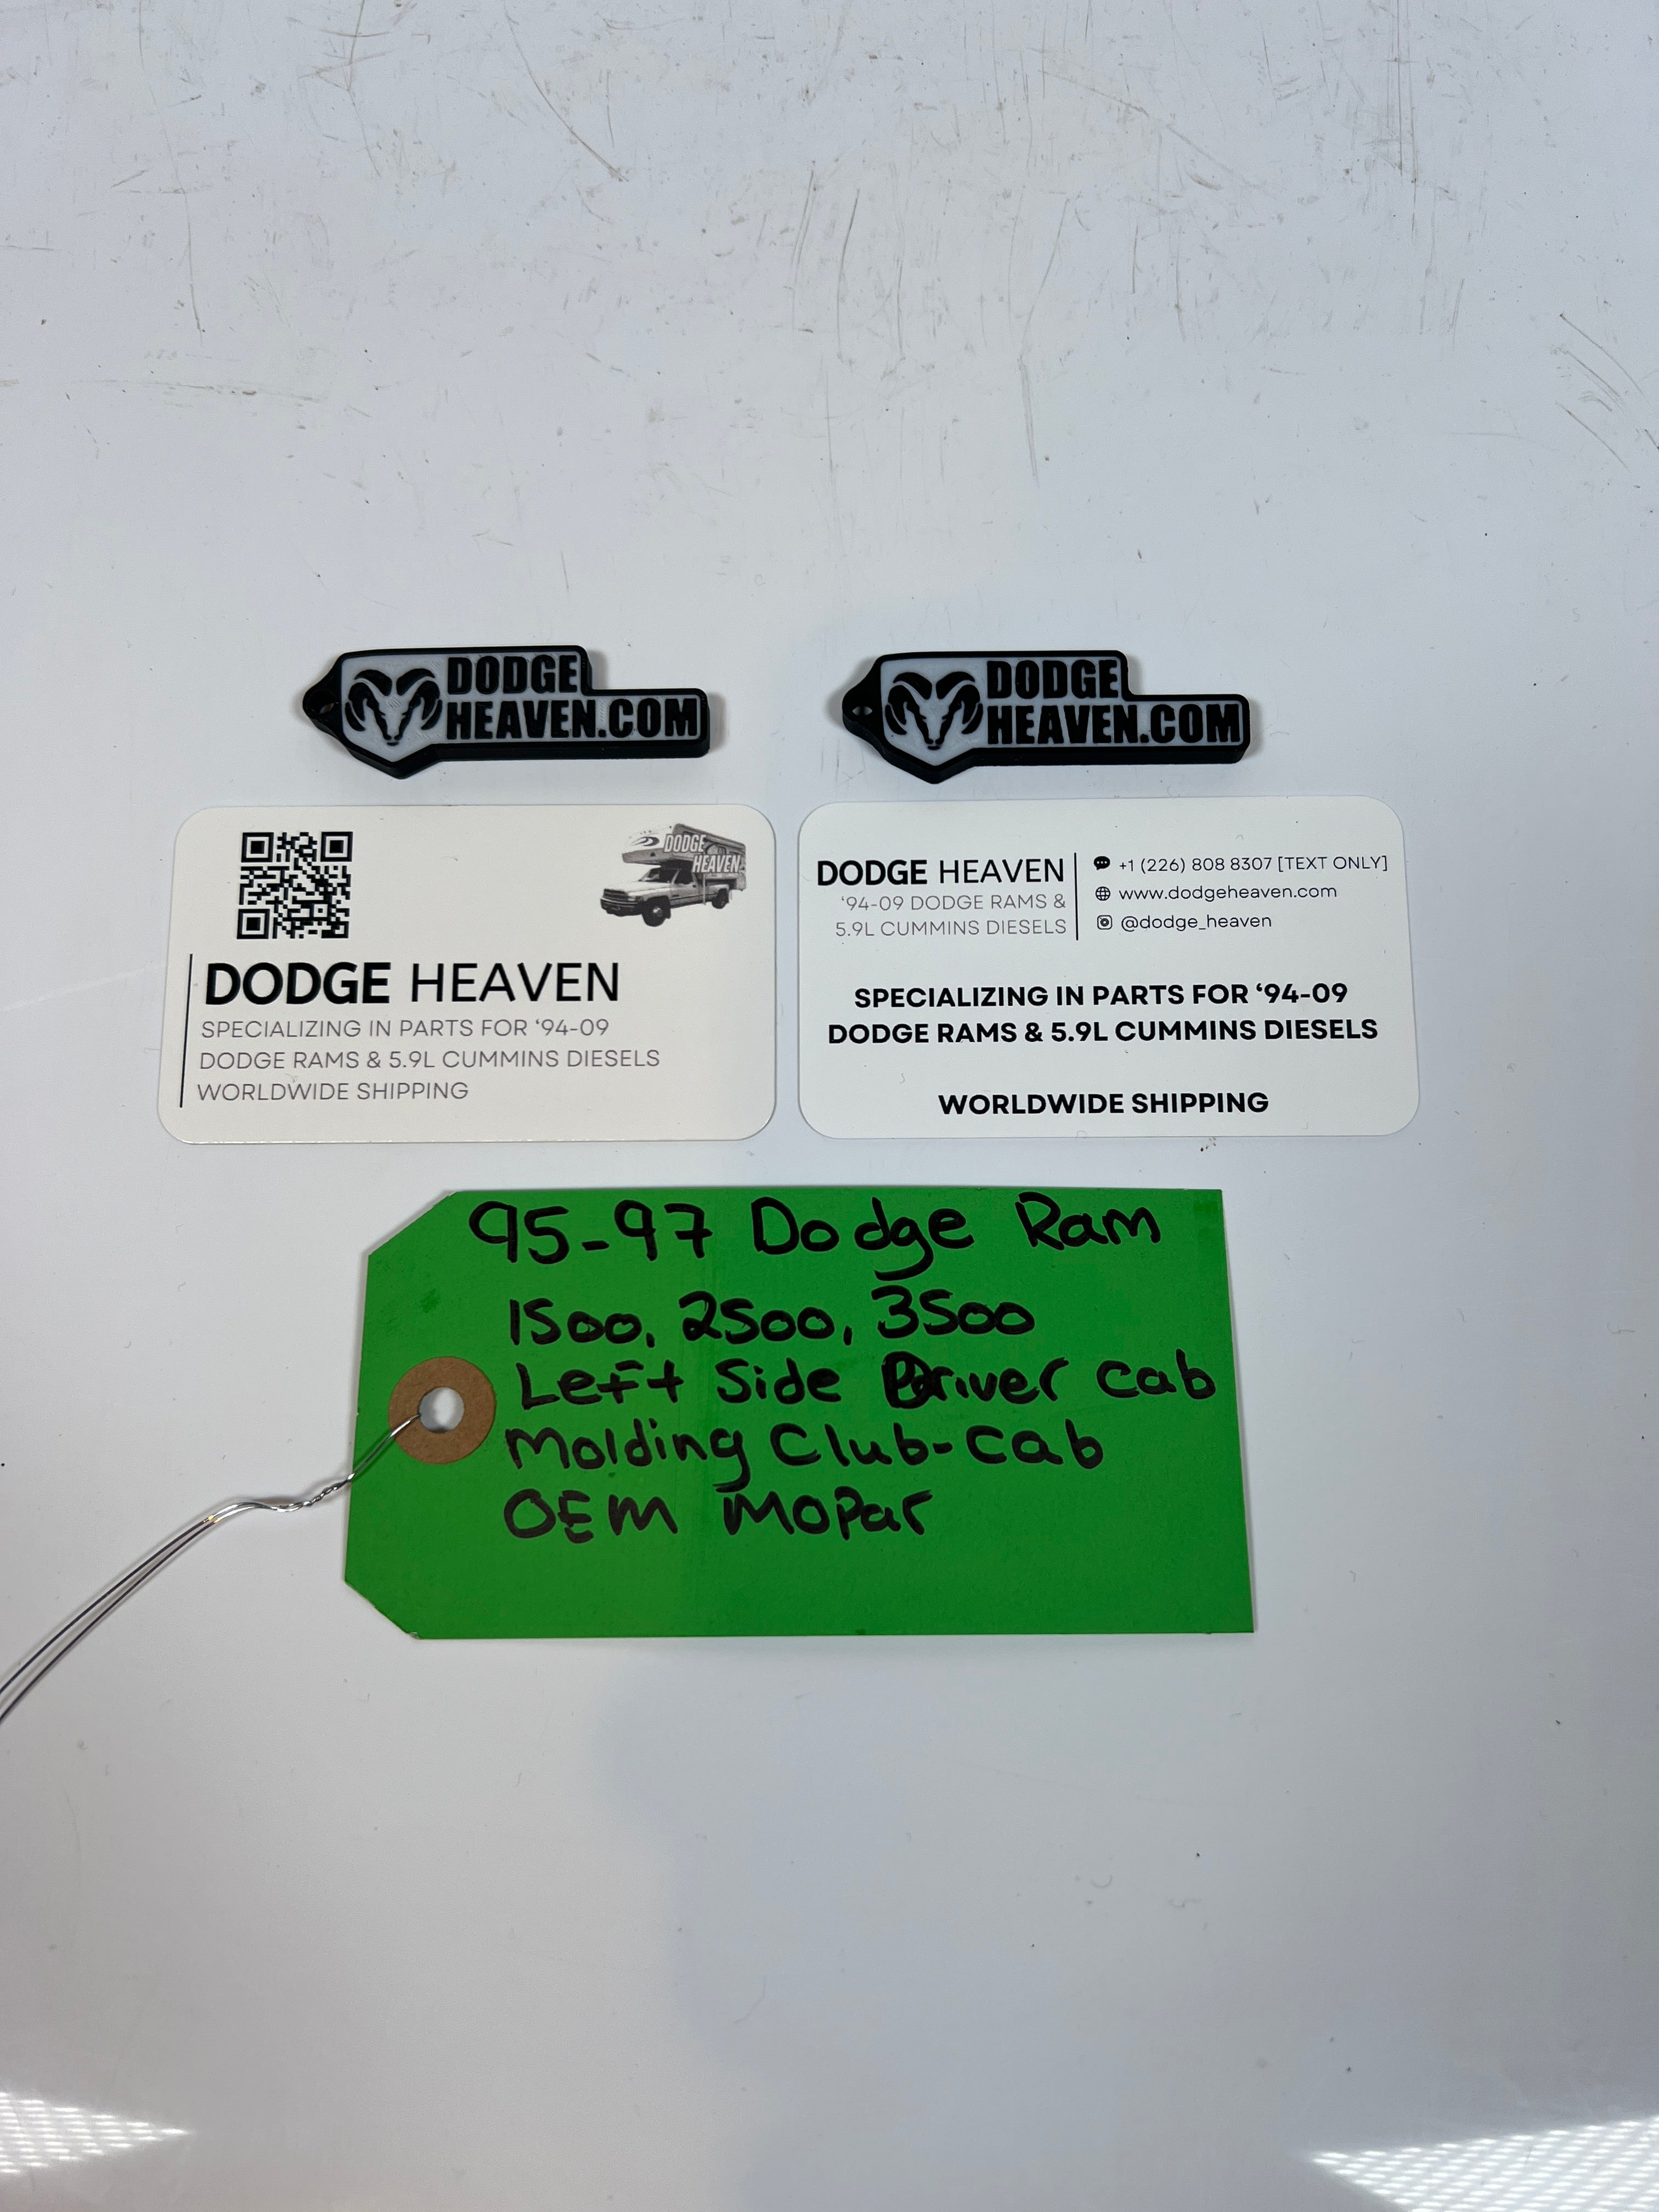 DODGE
HEAVEN.COM
DODGE
HEAVEN.COM
DODGE
HEAVEN
DODGE HEAVEN
SPECIALIZING IN PARTS FOR ‘94-09
DODGE RAMS & 5.9L CUMMINS DIESELS
WORLDWIDE SHIPPING
DODGE HEAVEN
‘94-09 DODGE RAMS &
5.9L CUMMINS DIESELS
+1 (226) 808 8307 [TEXT ONLY]
www.dodgeheaven.com
@dodge_heaven
SPECIALIZING IN PARTS FOR ‘94-09
DODGE RAMS & 5.9L CUMMINS DIESELS
WORLDWIDE SHIPPING
95-97 Dodge Ram
1500, 2500, 3500
Left Side Driver cab
Molding Club-cab
OEM MOPar